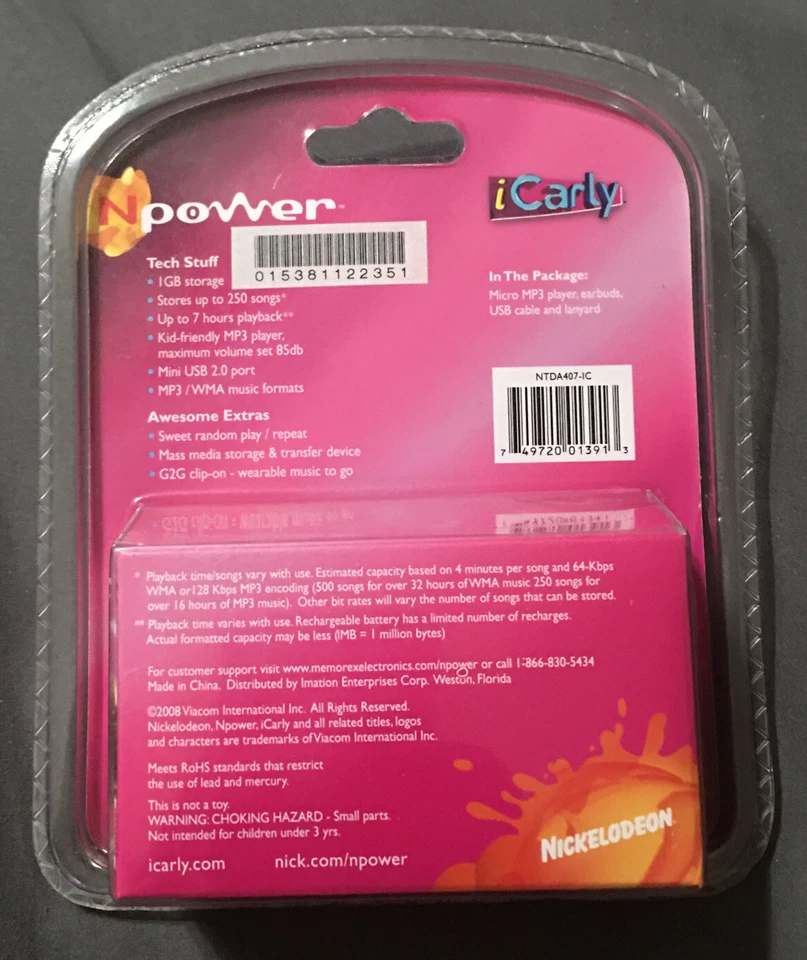 Npower™
iCarly
Tech Stuff
015381122351
• 1GB storage
• Stores up to 250 songs*
• Up to 7 hours playback**
• Kid-friendly MP3 player,
maximum volume set 85db
• Mini USB 2.0 port
• MP3 / WMA music formats
Awesome Extras
• Sweet random play / repeat
• Mass media storage & transfer device
• G2G clip-on - wearable music to go
In The Package:
Micro MP3 player, earbuds,
USB cable and lanyard
NTDA407-IC
7 49720 01391 3
* Playback time/songs vary with use. Estimated capacity based on 4 minutes per song and 64-Kbps
WMA or128 Kbps MP3 encoding (500 songs for over 32 hours of WMA music 250 songs for
over 16 hours of MP3 music). Other bit rates will vary the number of songs that can be stored.
** Playback time varies with use. Rechargeable battery has a limited number of recharges.
Actual formatted capacity may be less (1MB = 1 million bytes)
For customer support visit www.memorexelectronics.com/npower or call 1-866-830-5434
Made in China. Distributed by Imation Enterprises Corp. Weston, Florida
©2008 Viacom International Inc. All Rights Reserved.
Nickelodeon, Npower, iCarly and all related titles, logos
and characters are trademarks of Viacom International Inc.
Meets RoHS standards that restrict
the use of lead and mercury.
This is not a toy.
WARNING: CHOKING HAZARD - Small parts.
Not intended for children under 3 yrs.
icarly.com nick.com/npower
NICKELODEON